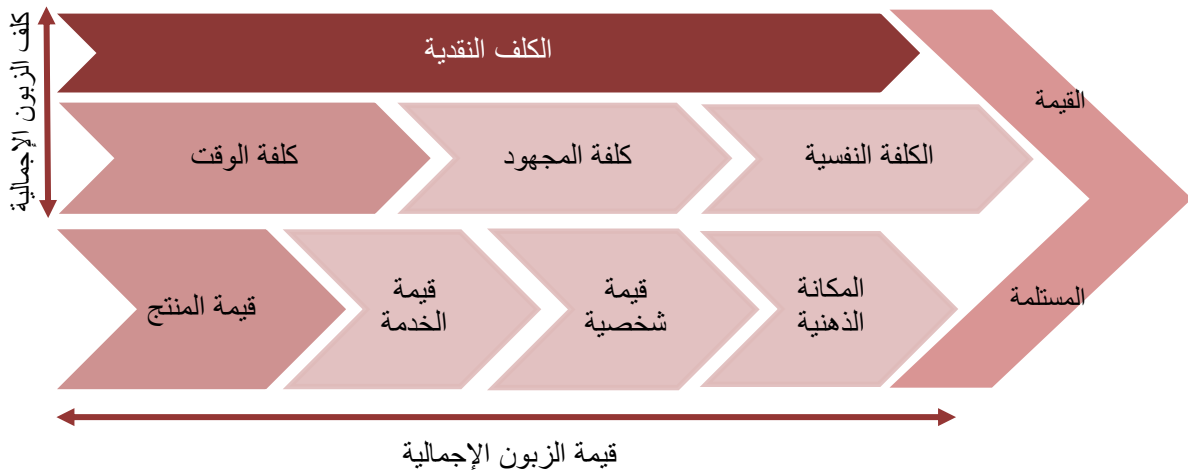 كلف الزبون الإجمالية
الكلف النقدية
كلفة الوقت
كلفة المجهود
الكلفة النفسية
القيمة
المستلمة
قيمة المنتج
قيمة
الخدمة
قيمة
شخصية
المكانة
الذهنية
قيمة الزبون الإجمالية